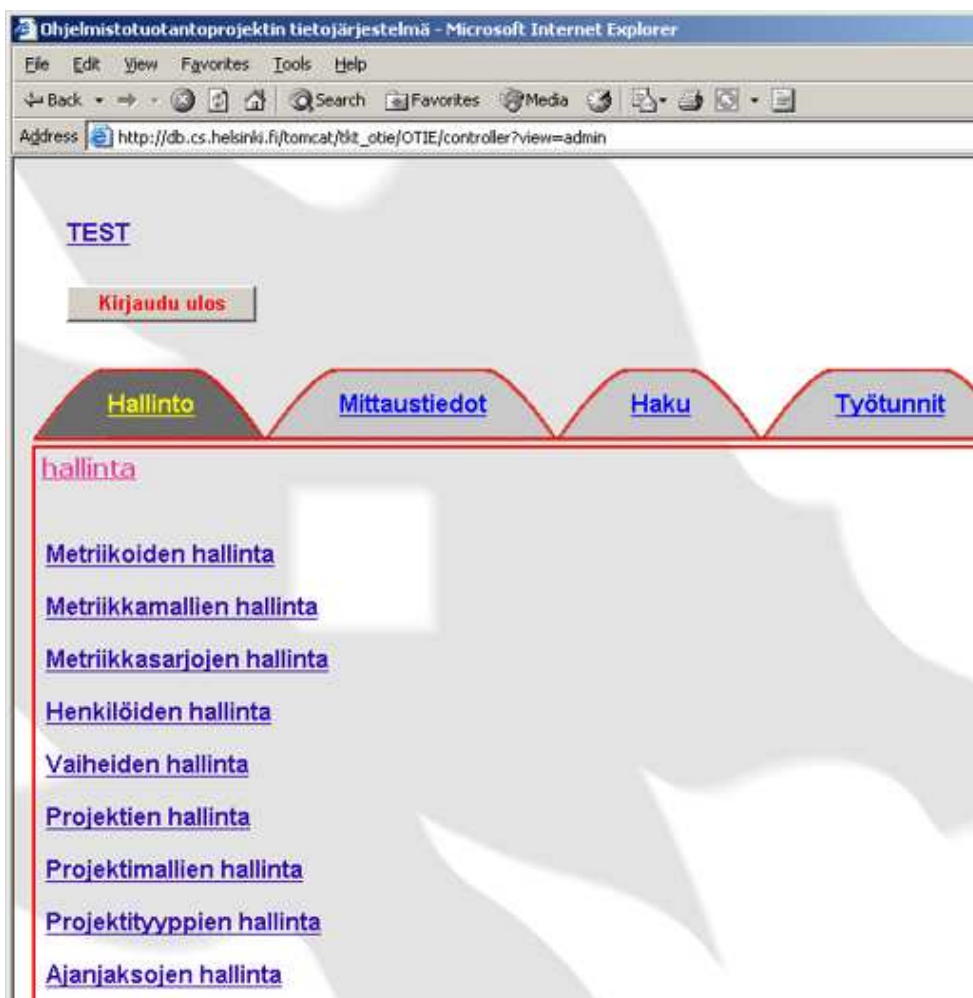 Ohjelmistotuotantoprojektin tietojärjestelmä - Microsoft Internet Explorer
File Edit View Favorites Tools Help
Back Search Favorites Media
Address http://db.cs.helsinki.fi/tomcat/tkt_otie/OTIE/controller?view=admin
TEST
Kirjaudu ulos
Hallinto Mittaustiedot Haku Työtunnit
hallinta
Metriikoiden hallinta
Metriikkamallien hallinta
Metriikkasarjojen hallinta
Henkilöiden hallinta
Vaiheiden hallinta
Projektien hallinta
Projektimallien hallinta
Projektityyppien hallinta
Ajanjaksojen hallinta